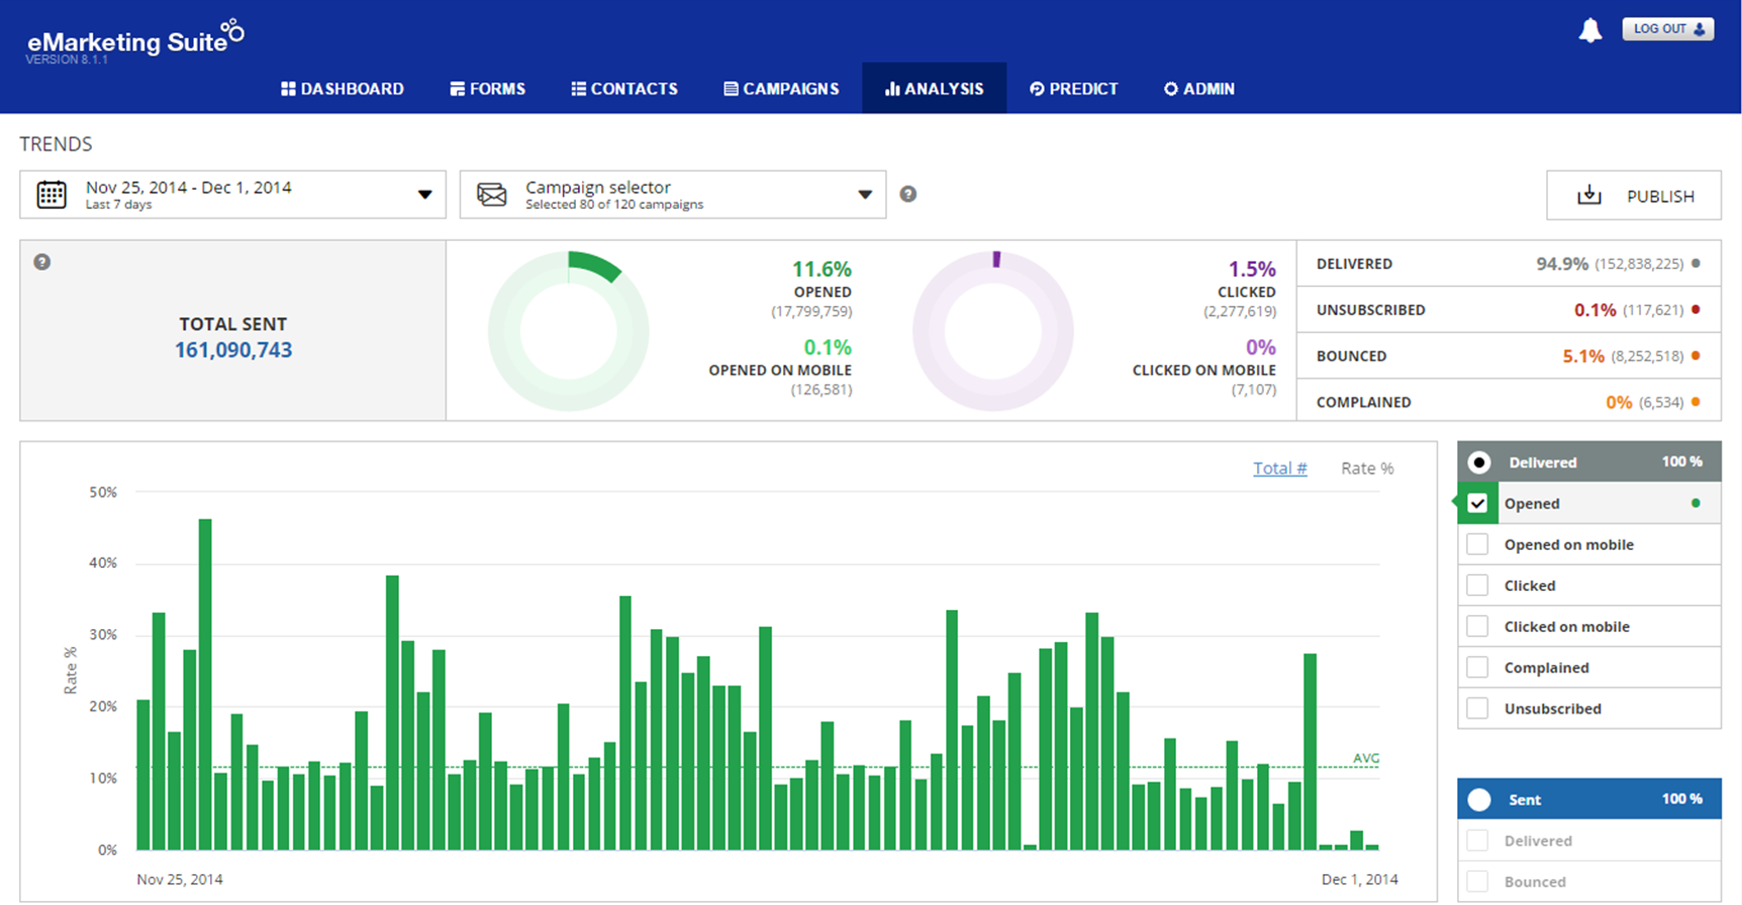 eMarketing Suite
VERSION 8.1.1
LOG OUT
DASHBOARD
FORMS
CONTACTS
CAMPAIGNS
ANALYSIS
PREDICT
ADMIN
TRENDS
Nov 25, 2014 - Dec 1, 2014
Last 7 days
Campaign selector
Selected 80 of 120 campaigns
?
PUBLISH
?
TOTAL SENT
161,090,743
11.6%
OPENED
(17,799,759)
0.1%
OPENED ON MOBILE
(126,581)
1.5%
CLICKED
(2,277,619)
0%
CLICKED ON MOBILE
(7,107)
DELIVERED 94.9% (152,838,225)
UNSUBSCRIBED 0.1% (117,621)
BOUNCED 5.1% (8,252,518)
COMPLAINED 0% (6,534)
Total # Rate %
50%
40%
30%
20%
10%
0%
Rate %
AVG
Nov 25, 2014
Dec 1, 2014
Delivered 100 %
Opened
Opened on mobile
Clicked
Clicked on mobile
Complained
Unsubscribed
Sent 100 %
Delivered
Bounced